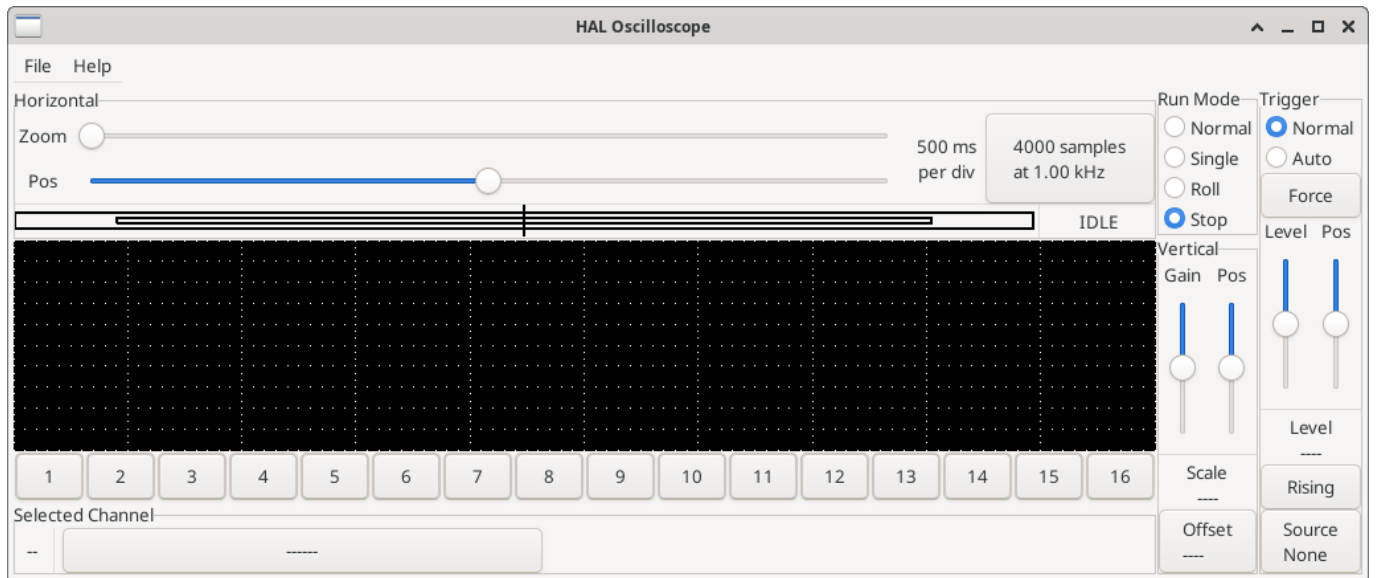 HAL Oscilloscope
File Help
Horizontal
Zoom
Pos
500 ms
per div
4000 samples
at 1.00 kHz
IDLE
Run Mode
Normal
Single
Roll
Stop
Trigger
Normal
Auto
Force
Level Pos
Level
----
Rising
Source
None
Vertical
Gain Pos
Scale
----
Offset
----
1 2 3 4 5 6 7 8 9 10 11 12 13 14 15 16
Selected Channel
-- ------